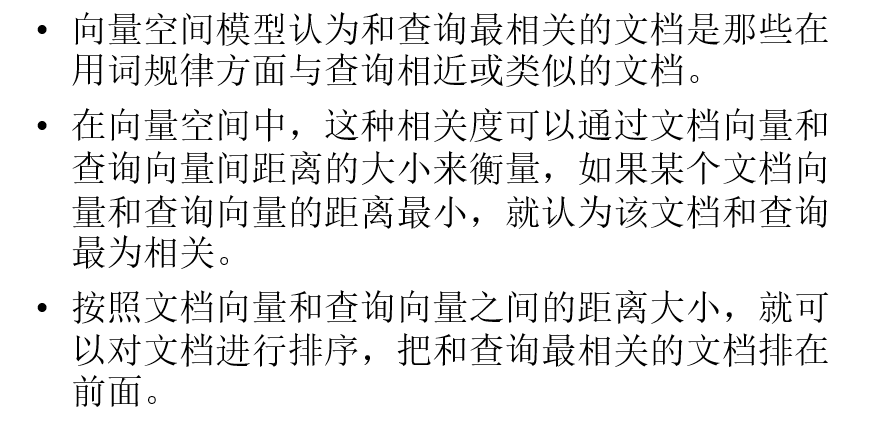 • 向量空间模型认为和查询最相关的文档是那些在
用词规律方面与查询相近或类似的文档。
• 在向量空间中，这种相关度可以通过文档向量和
查询向量间距离的大小来衡量，如果某个文档向
量和查询向量的距离最小，就认为该文档和查询
最为相关。
• 按照文档向量和查询向量之间的距离大小，就可
以对文档进行排序，把和查询最相关的文档排在
前面。